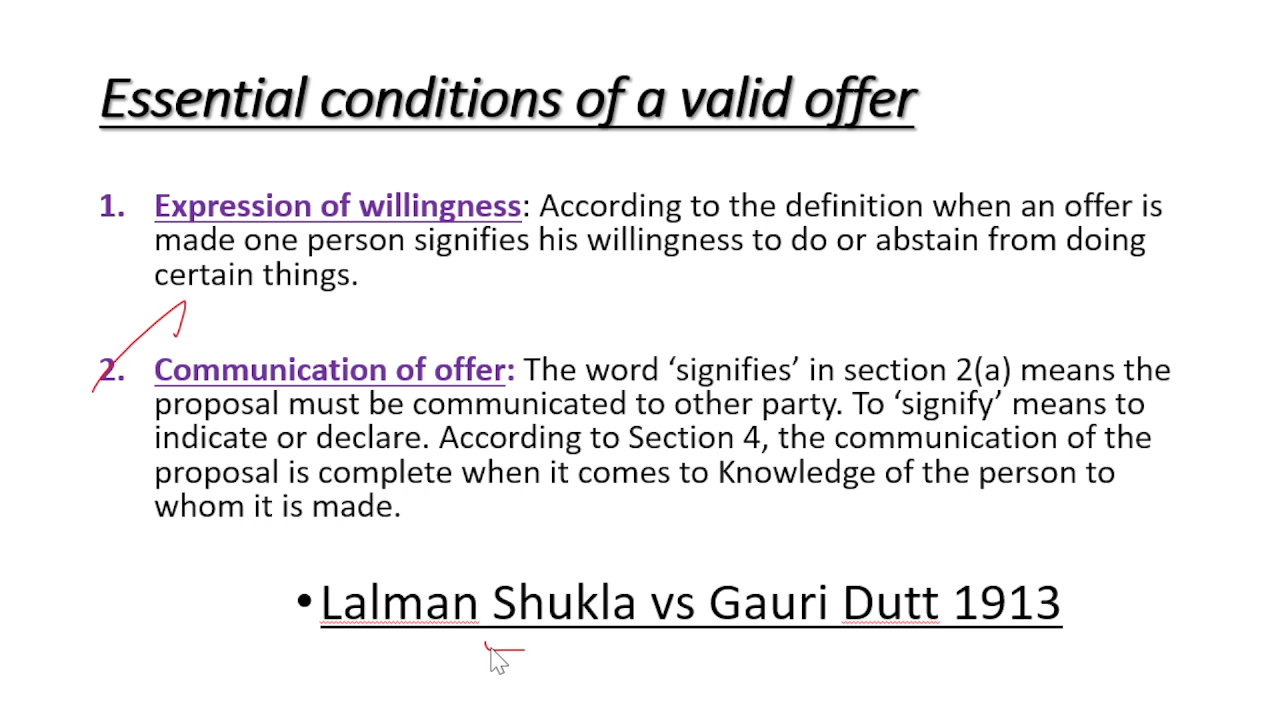 Essential conditions of a valid offer
1. Expression of willingness: According to the definition when an offer is
made one person signifies his willingness to do or abstain from doing
certain things.
2. Communication of offer: The word ‘signifies’ in section 2(a) means the
proposal must be communicated to other party. To ‘signify’ means to
indicate or declare. According to Section 4, the communication of the
proposal is complete when it comes to Knowledge of the person to
whom it is made.
• Lalman Shukla vs Gauri Dutt 1913